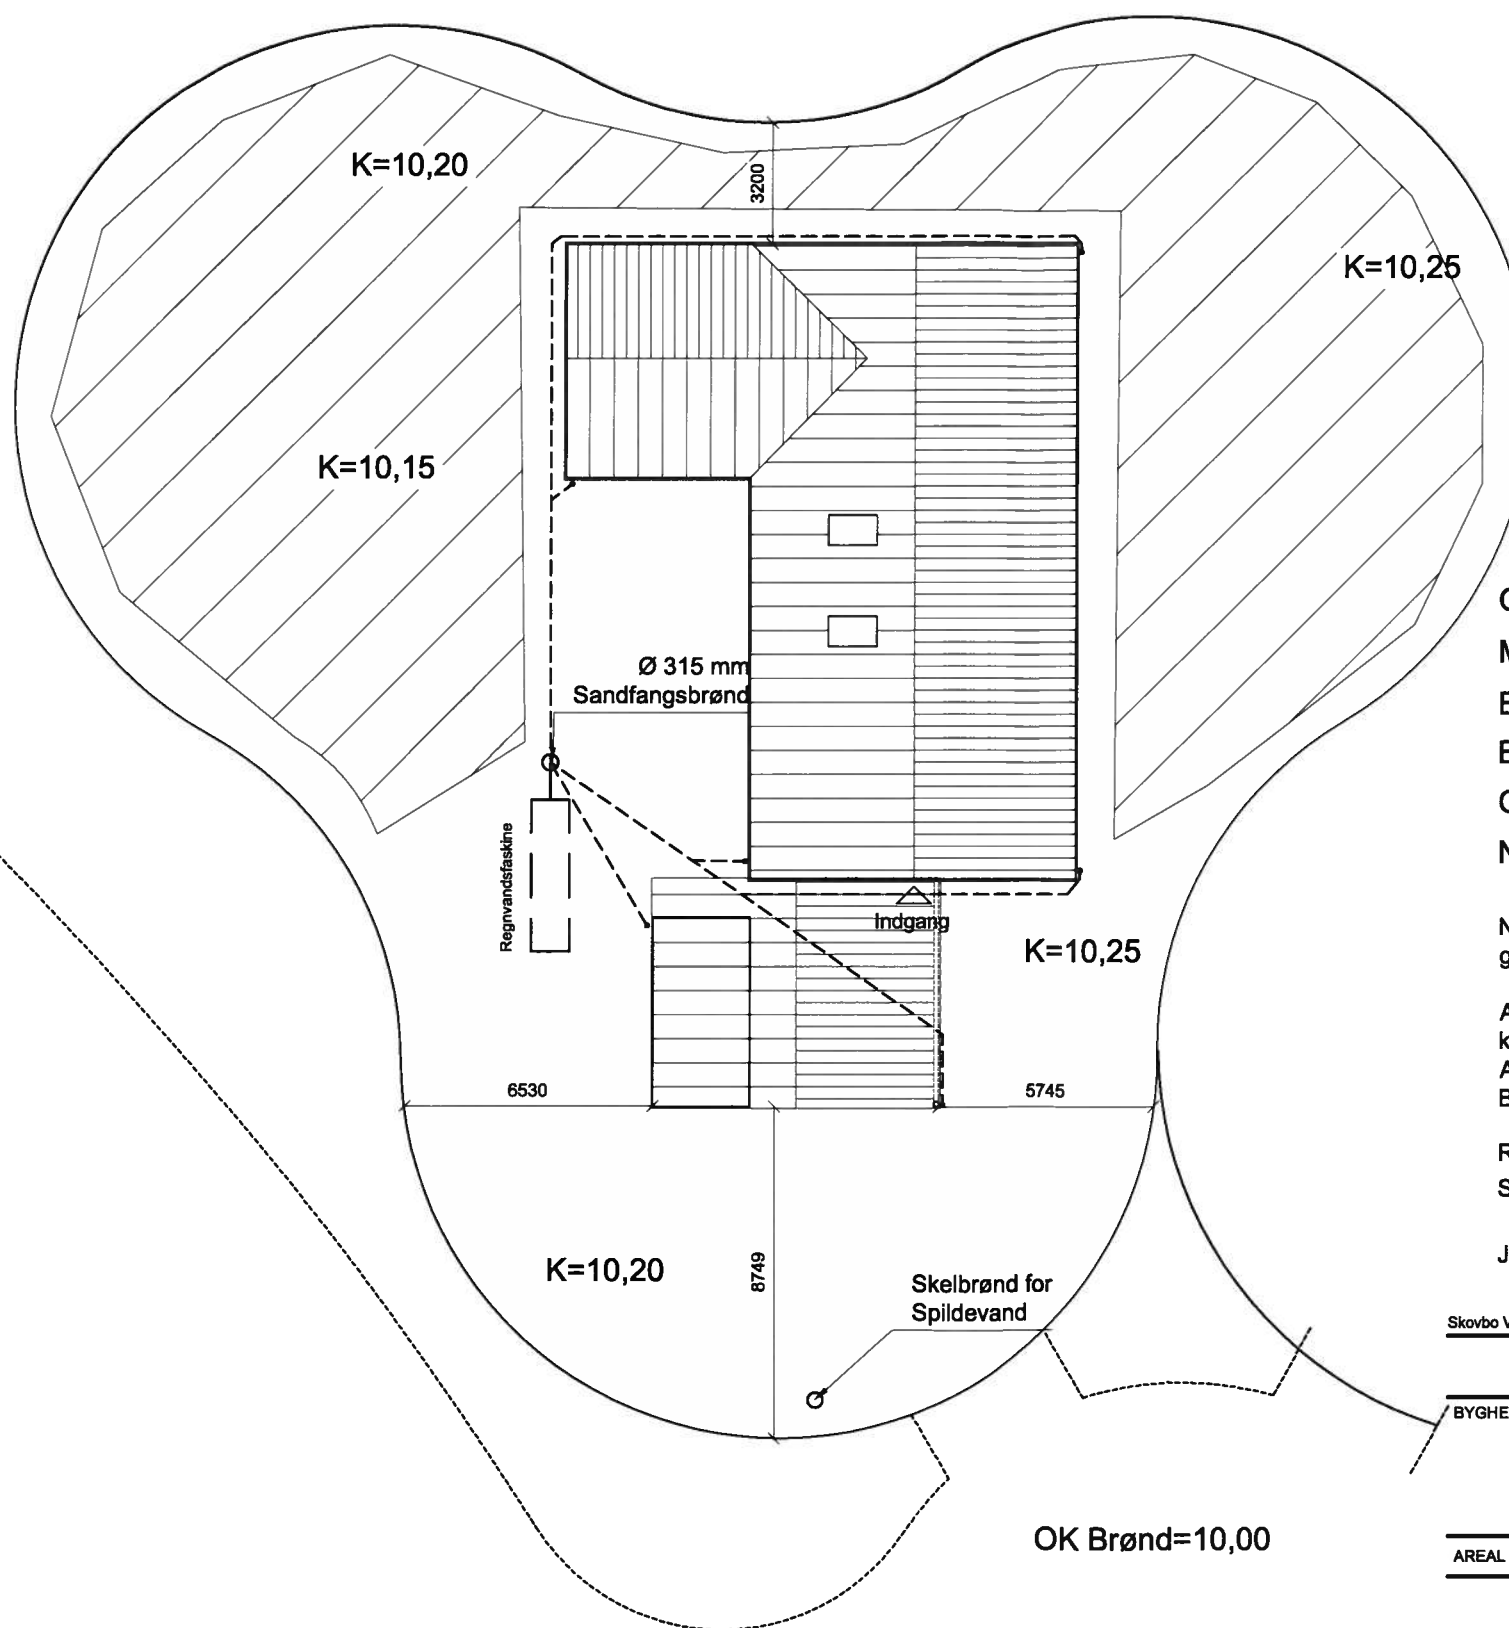 K=10,20
3200
K=10,25
K=10,15
Ø 315 mm
Sandfangsbrønd
Regnvandsfaskine
Indgang
K=10,25
6530
5745
K=10,20
8749
Skelbrønd for
Spildevand
Skovbo V
BYGHE
OK Brønd=10,00
AREAL